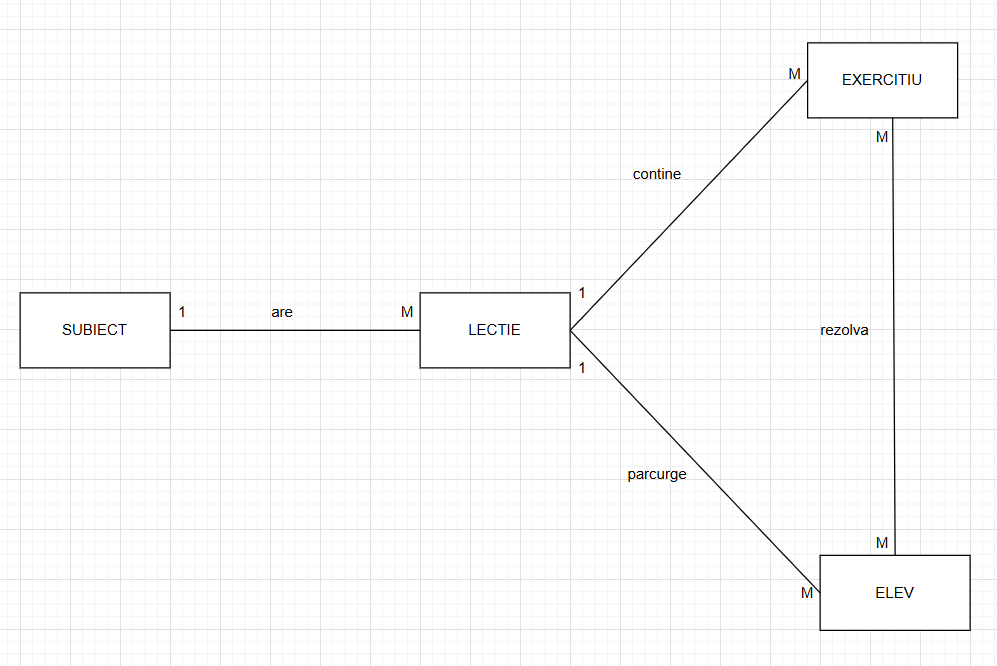 EXERCITIU
M
M
contine
1
SUBIECT
1
are
M
LECTIE
1
rezolva
parcurge
M
M
ELEV